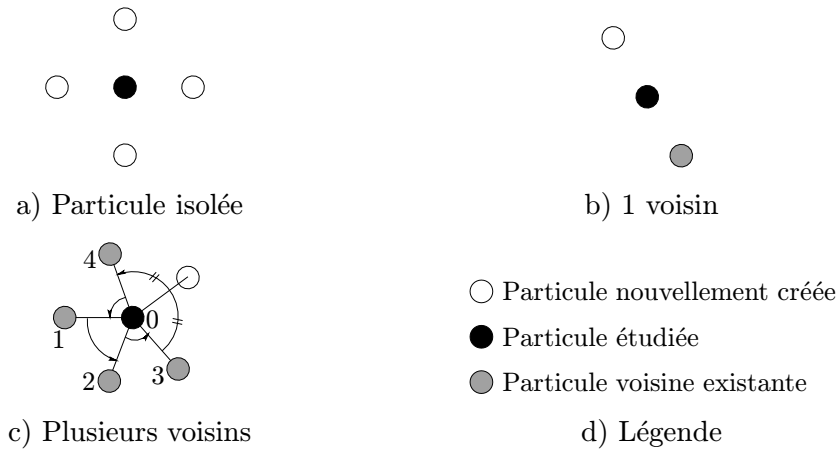 a) Particule isolée
b) 1 voisin
4
0
1
2
3
c) Plusieurs voisins
Particule nouvellement créée
Particule étudiée
Particule voisine existante
d) Légende